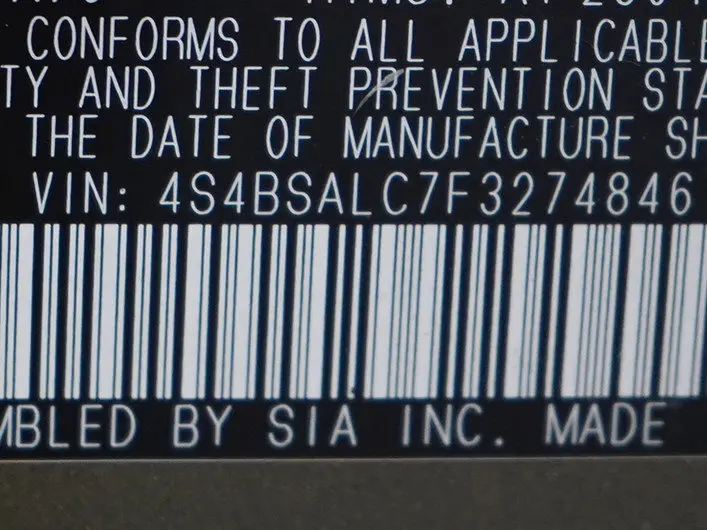 CONFORMS TO ALL APPLICABLE
TY AND THEFT PREVENTION STA
THE DATE OF MANUFACTURE SH
VIN: 4S4BSALC7F3274846
MBLED BY SIA INC. MADE